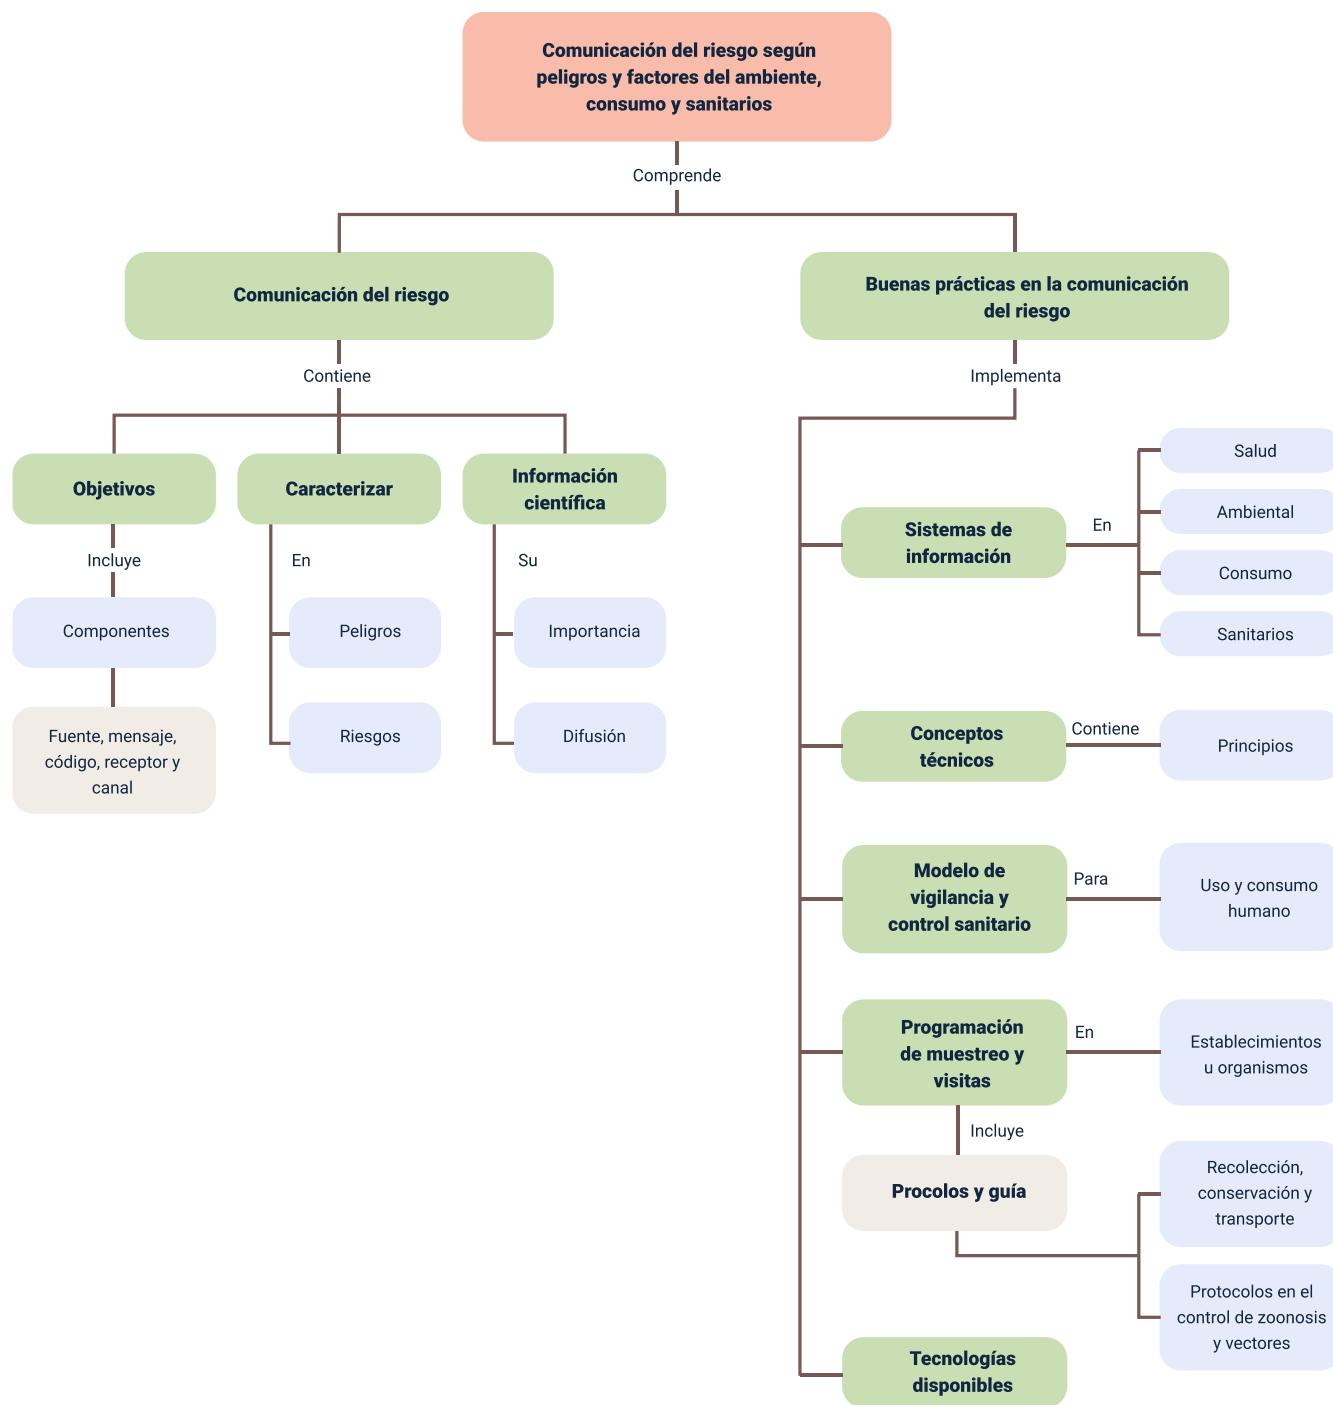 Comunicación del riesgo según
peligros y factores del ambiente,
consumo y sanitarios
Comprende
Comunicación del riesgo
Contiene
Objetivos
Incluye
Componentes
Fuente, mensaje,
código, receptor y
canal
Caracterizar
En
Peligros
Riesgos
Información
científica
Su
Importancia
Difusión
Buenas prácticas en la comunicación
del riesgo
Implementa
Sistemas de
información
En
Salud
Ambiental
Consumo
Sanitarios
Conceptos
técnicos
Contiene
Principios
Modelo de
vigilancia y
control sanitario
Para
Uso y consumo
humano
Programación
de muestreo y
visitas
En
Establecimientos
u organismos
Incluye
Procolos y guía
Recolección,
conservación y
transporte
Protocolos en el
control de zoonosis
y vectores
Tecnologías
disponibles